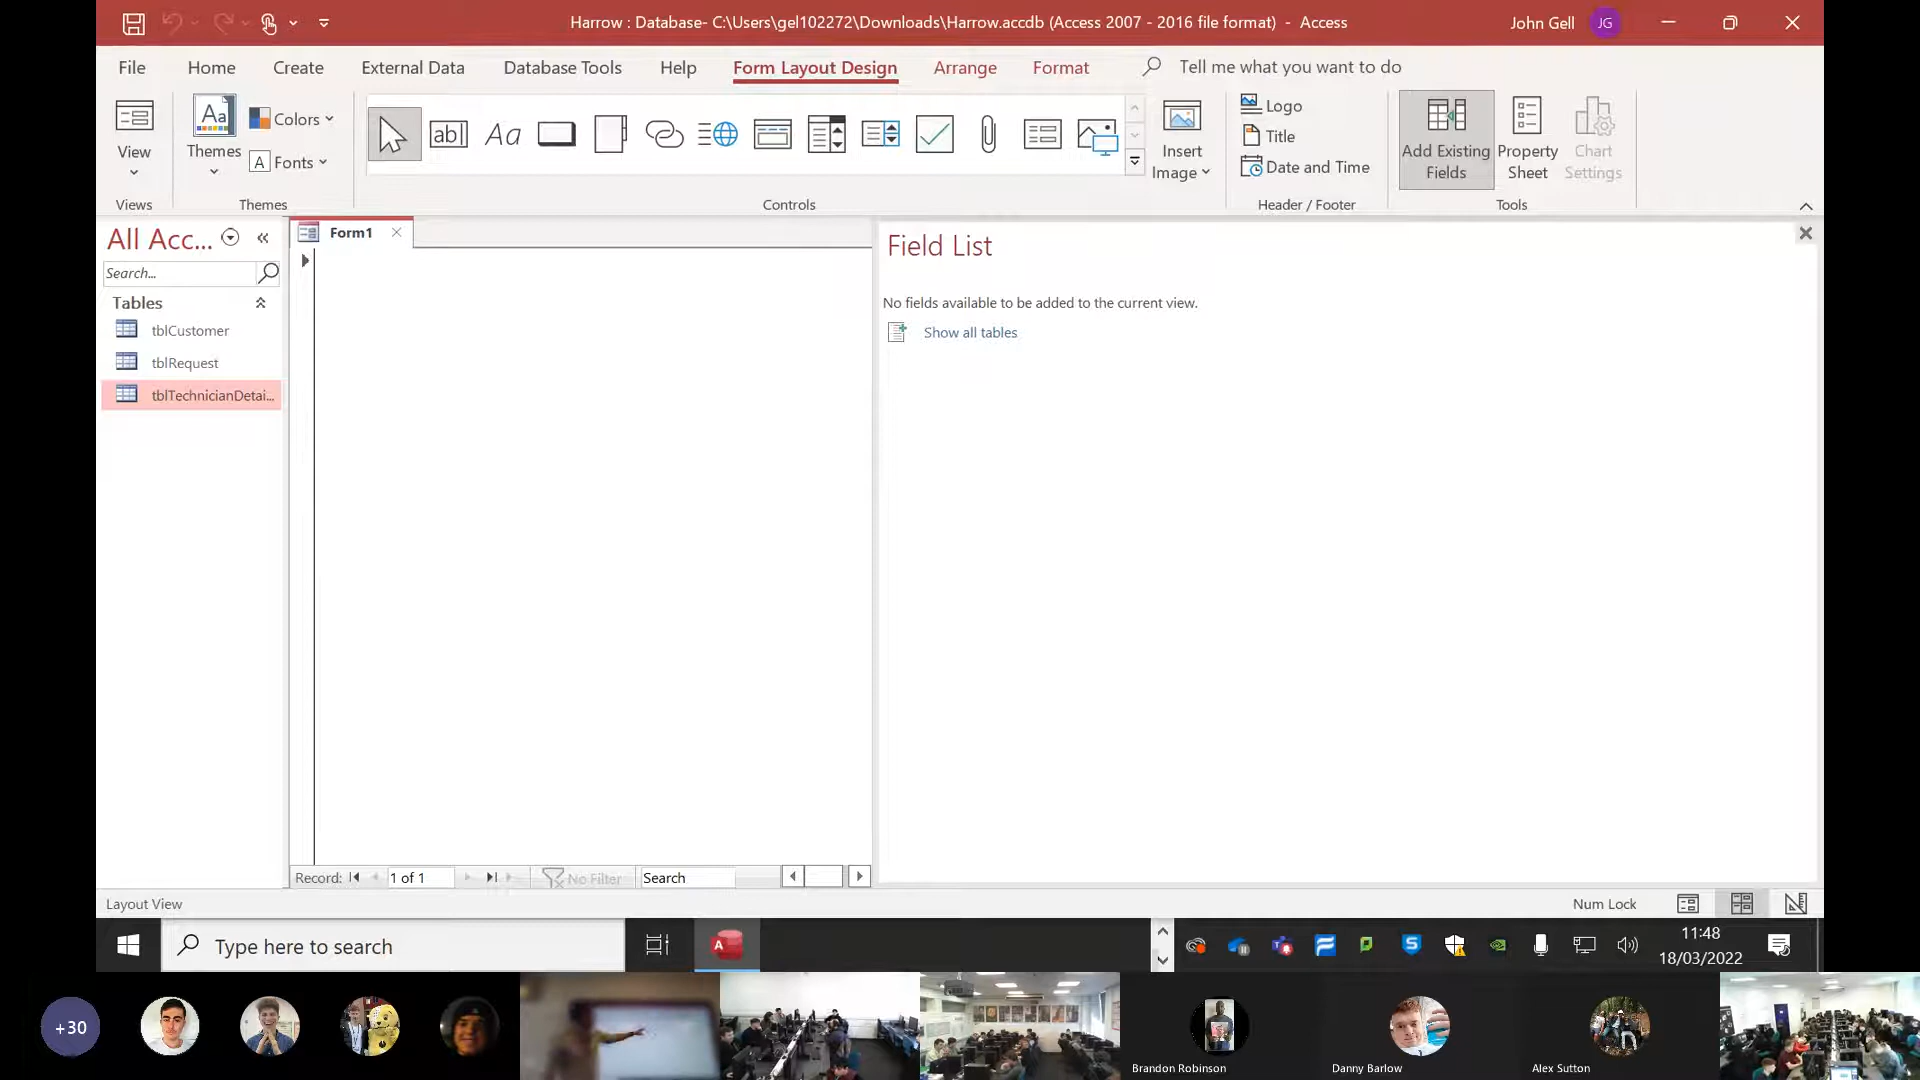 Harrow : Database- C:\Users\gel102272\Downloads\Harrow.accdb (Access 2007 - 2016 file format) - Access
John Gell
JG
File
Home
Create
External Data
Database Tools
Help
Form Layout Design
Arrange
Format
Tell me what you want to do
View
Views
Aa
Themes
Colors
A Fonts
Themes
ab|
Aa
Controls
Insert
Image
Logo
Title
Date and Time
Header / Footer
Add Existing
Fields
Property
Sheet
Chart
Settings
Tools
All Acc...
Search...
Tables
tblCustomer
tblRequest
tblTechnicianDetai...
Form1
Field List
No fields available to be added to the current view.
Show all tables
Record:
1 of 1
No Filter
Search
Layout View
Num Lock
Type here to search
A
S
11:48
18/03/2022
+30
Brandon Robinson
Danny Barlow
Alex Sutton